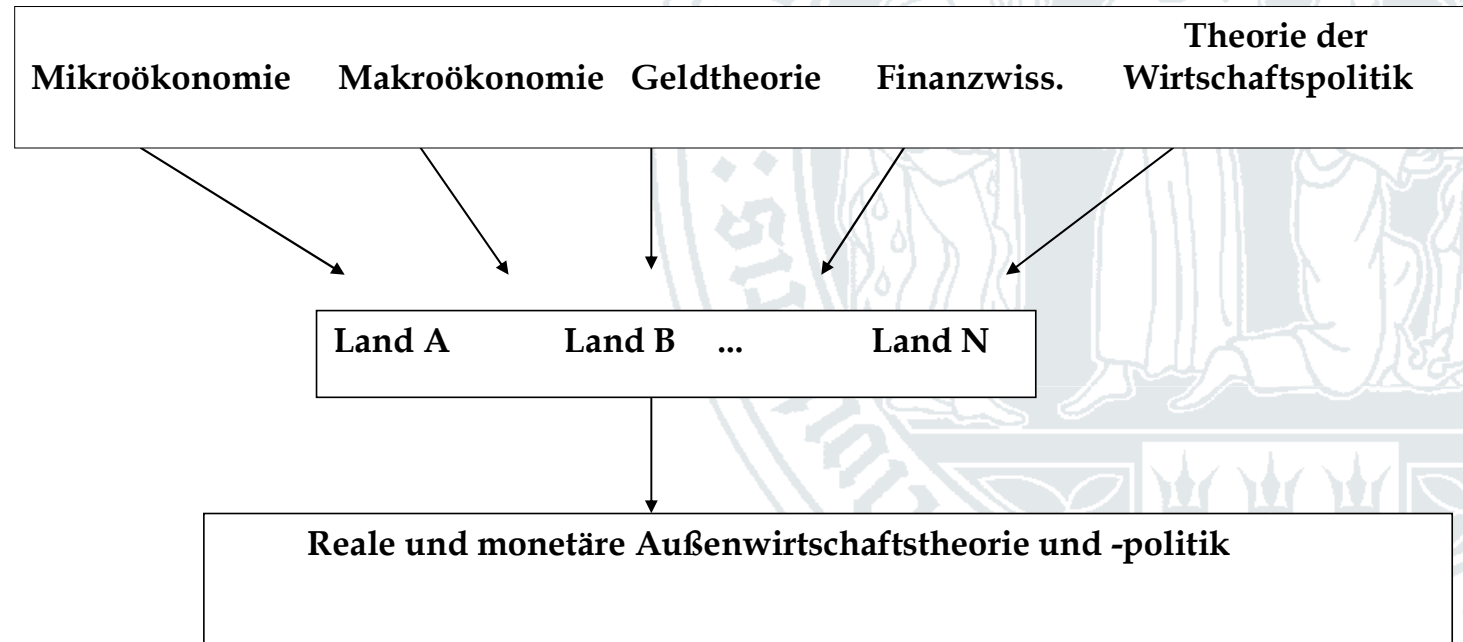 Theorie der
Mikroökonomie Makroökonomie Geldtheorie Finanzwiss. Wirtschaftspolitik
Land A Land B ... Land N
Reale und monetäre Außenwirtschaftstheorie und -politik